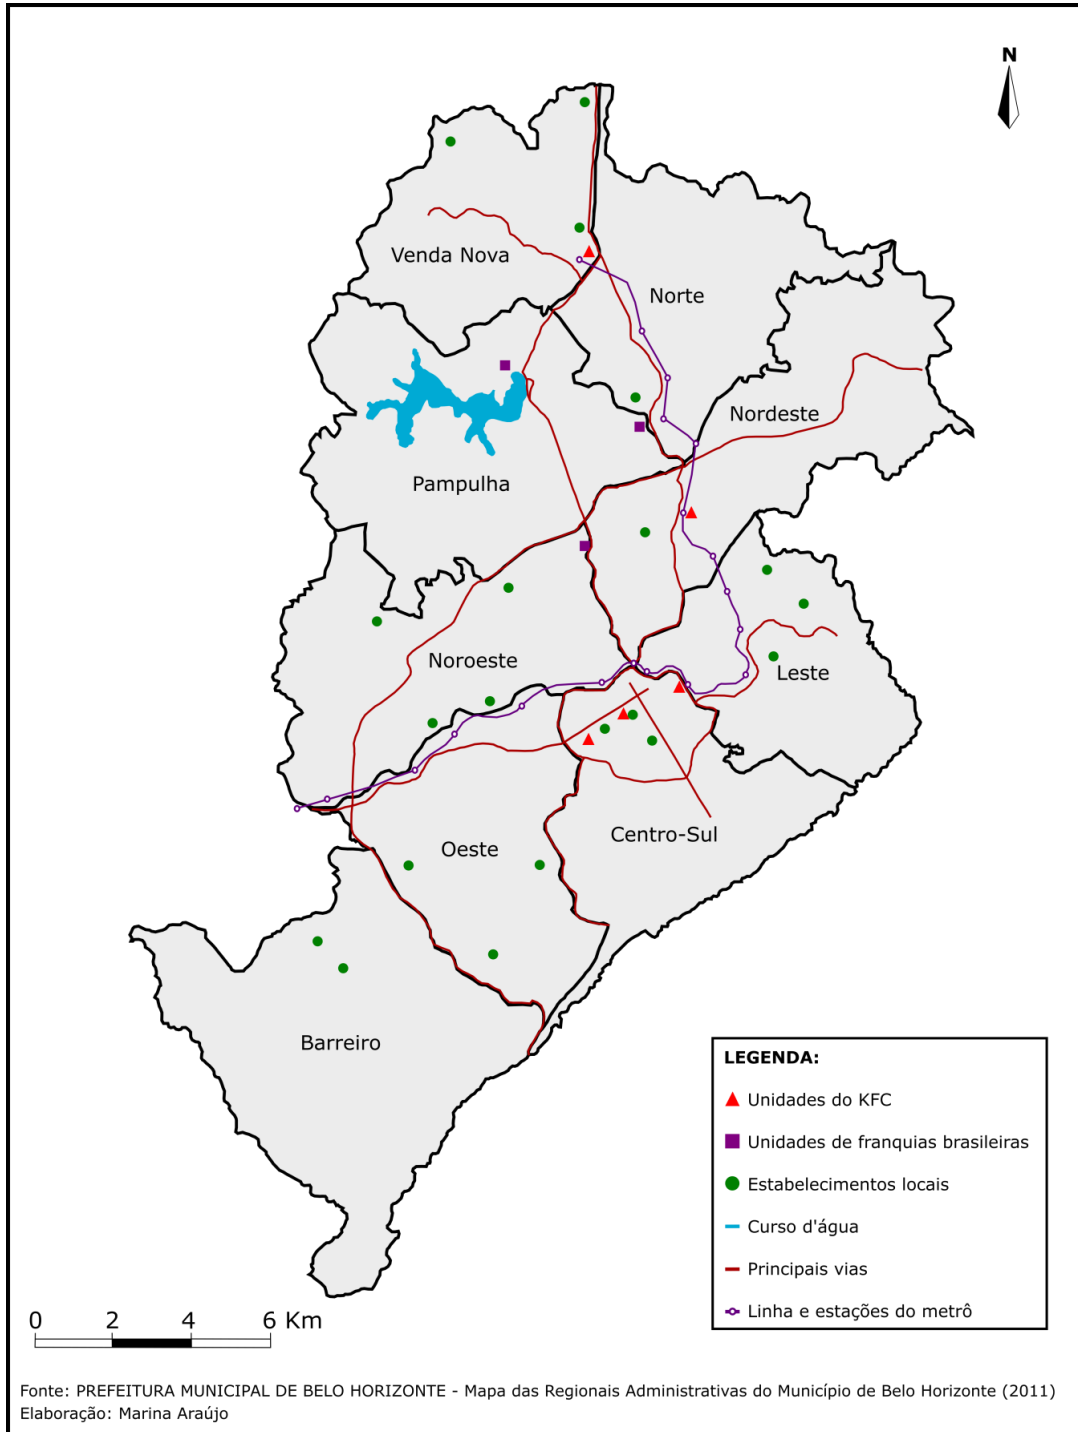 N
Venda Nova
Norte
Nordeste
Pampulha
Noroeste
Leste
Centro-Sul
Oeste
Barreiro
LEGENDA:
Unidades do KFC
Unidades de franquias brasileiras
Estabelecimentos locais
Curso d'água
Principais vias
Linha e estações do metrô
0 2 4 6 Km
Fonte: PREFEITURA MUNICIPAL DE BELO HORIZONTE - Mapa das Regionais Administrativas do Município de Belo Horizonte (2011)
Elaboração: Marina Araújo